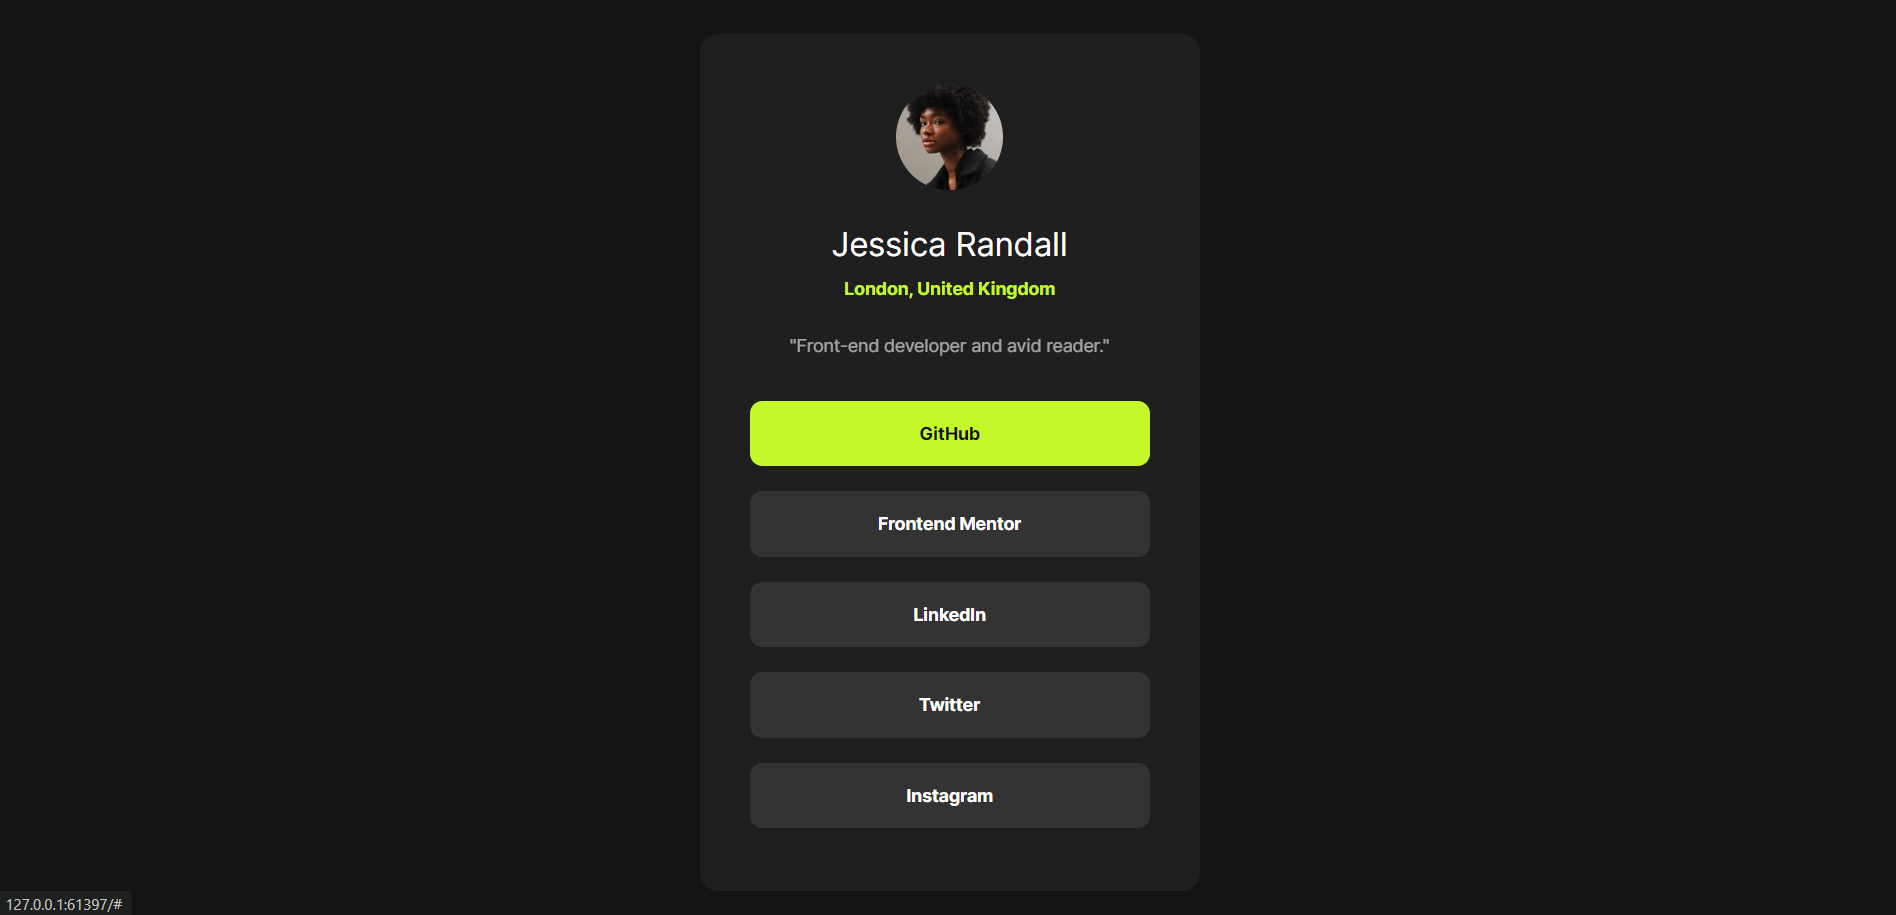 Jessica Randall
London, United Kingdom
"Front-end developer and avid reader."
GitHub
Frontend Mentor
LinkedIn
Twitter
Instagram
127.0.0.1:61397/#